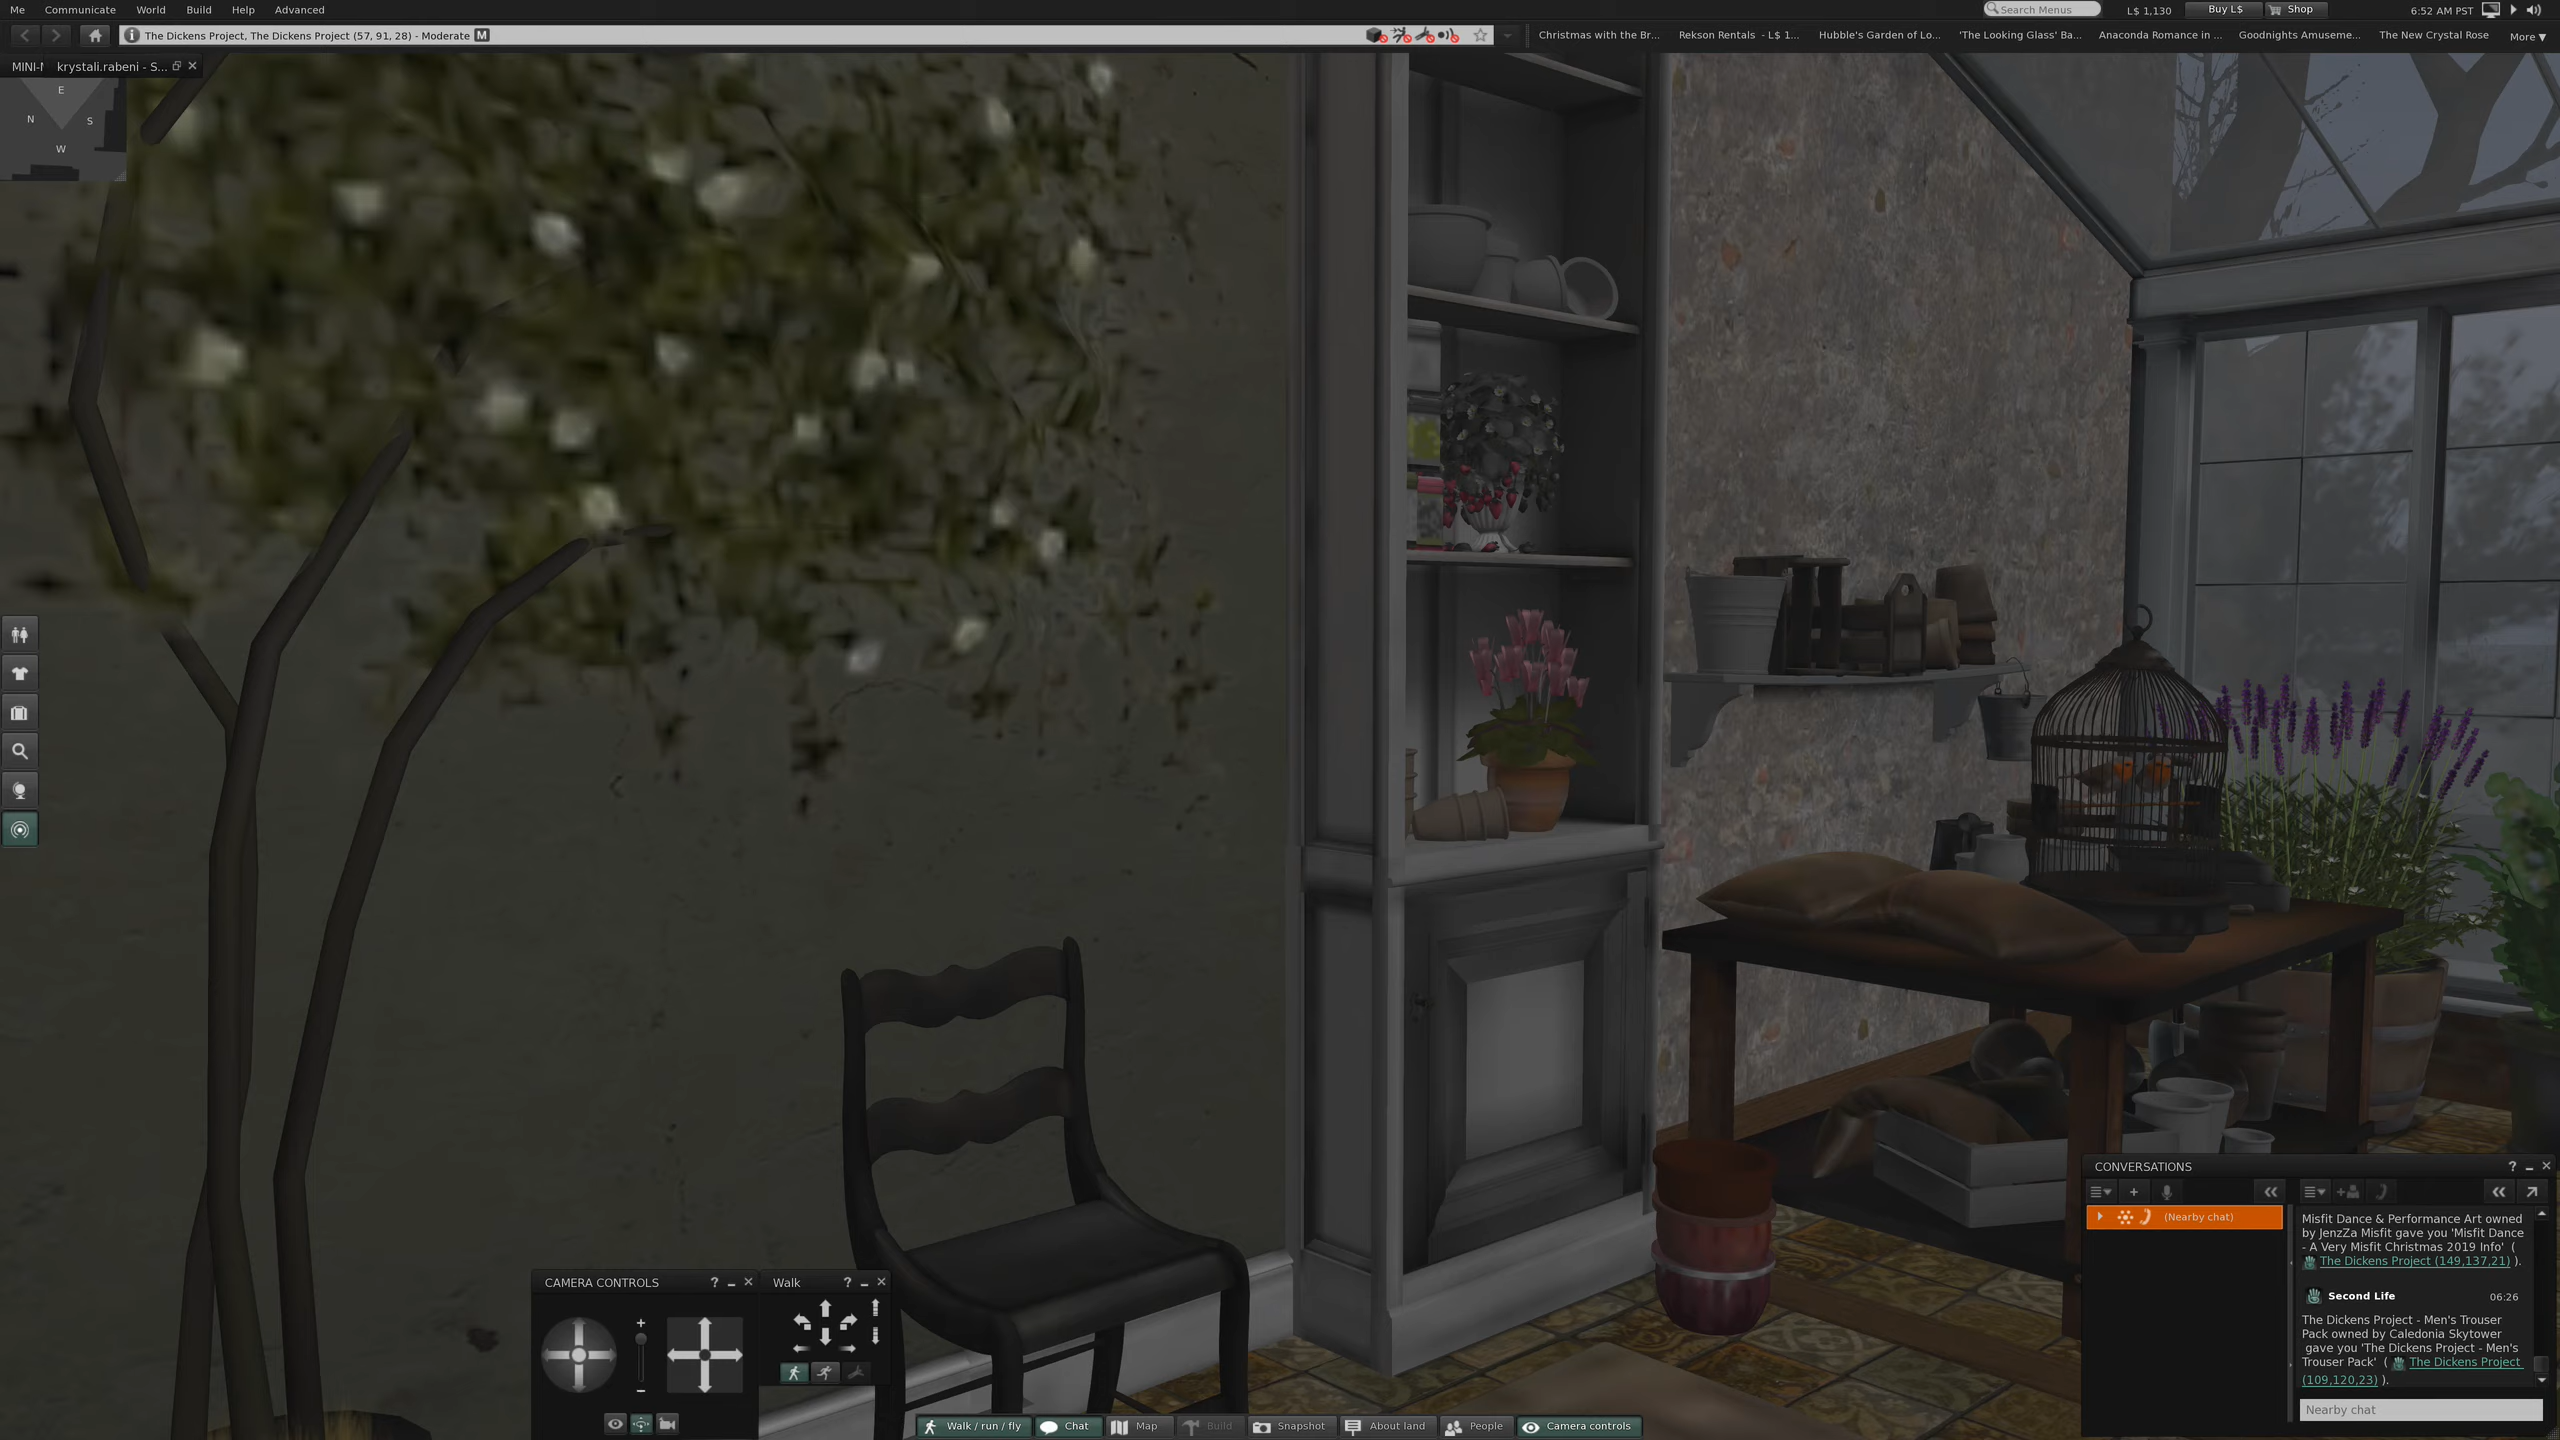 Me Communicate World Build Help Advanced
Search Menus L$ 1,130 Buy L$ Shop 6:52 AM PST
The Dickens Project, The Dickens Project (57, 91, 28) - Moderate M
Christmas with the Br... Rekson Rentals - L$ 1... Hubble's Garden of Lo... 'The Looking Glass' Ba... Anaconda Romance in ... Goodnights Amuseme... The New Crystal Rose More
MINI- krystali.rabeni - S...
E
N S
W
CONVERSATIONS
(Nearby chat)
Misfit Dance & Performance Art owned
by JenzZa Misfit gave you 'Misfit Dance
- A Very Misfit Christmas 2019 Info' (
The Dickens Project (149,137,21) ).
Second Life 06:26
The Dickens Project - Men's Trouser
Pack owned by Caledonia Skytower
gave you 'The Dickens Project - Men's
Trouser Pack' ( The Dickens Project
(109,120,23) ).
Nearby chat
CAMERA CONTROLS ?
Walk ?
Walk / run / fly Chat Map Build Snapshot About land People Camera controls